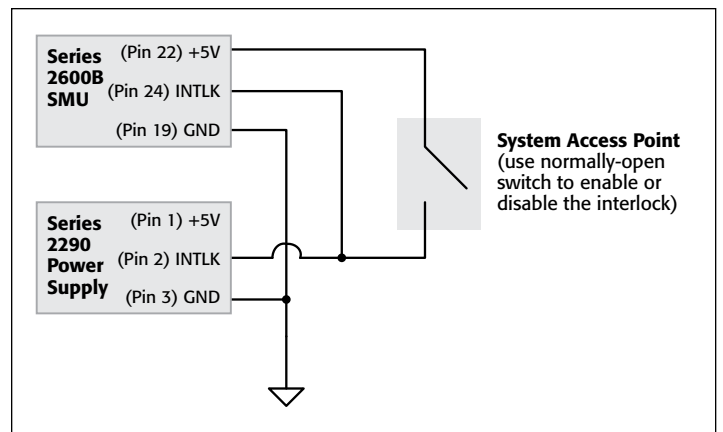 Series
2600B
SMU
(Pin 22) +5V
(Pin 24) INTLK
(Pin 19) GND
System Access Point
(use normally-open
switch to enable or
disable the interlock)
Series
2290
Power
Supply
(Pin 1) +5V
(Pin 2) INTLK
(Pin 3) GND